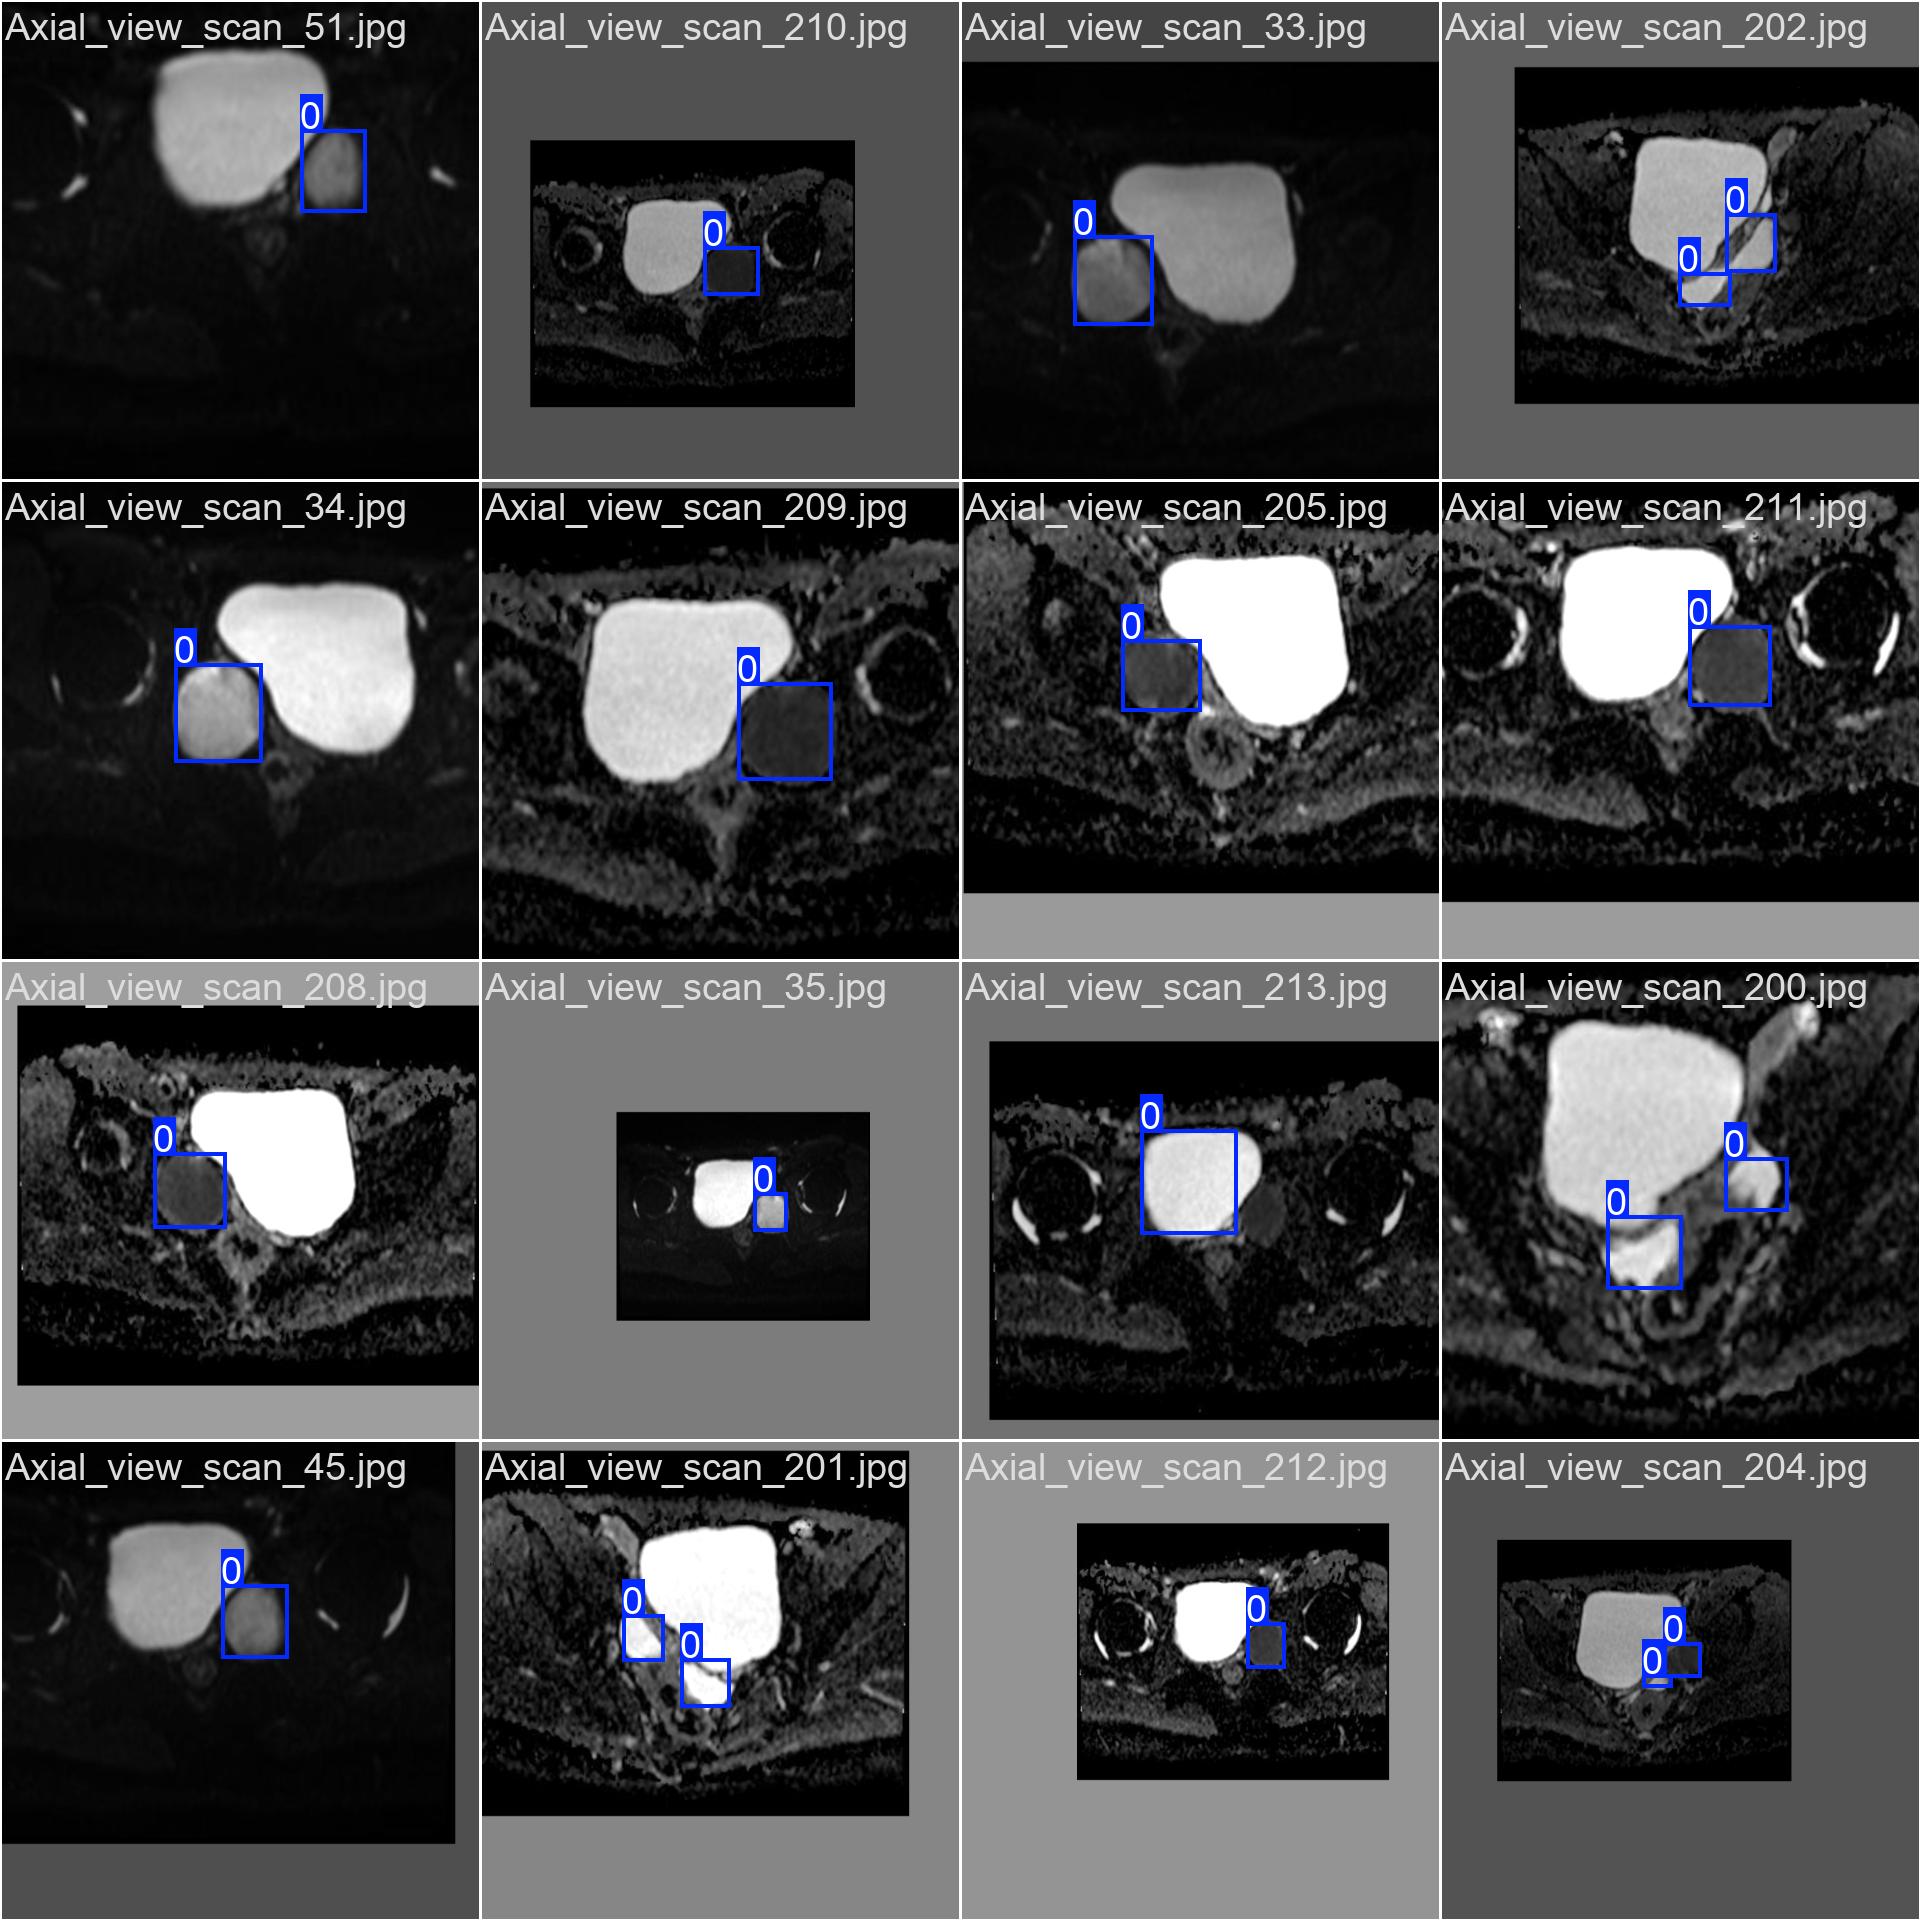 Axial_view_scan_51.jpg
Axial_view_scan_210.jpg
Axial_view_scan_33.jpg
Axial_view_scan_202.jpg
0
0
0
0
0
Axial_view_scan_34.jpg
Axial_view_scan_209.jpg
Axial_view_scan_205.jpg
Axial_view_scan_211.jpg
0
0
0
0
Axial_view_scan_208.jpg
Axial_view_scan_35.jpg
Axial_view_scan_213.jpg
Axial_view_scan_200.jpg
0
0
0
0
0
Axial_view_scan_45.jpg
Axial_view_scan_201.jpg
Axial_view_scan_212.jpg
Axial_view_scan_204.jpg
0
0
0
0
0
0